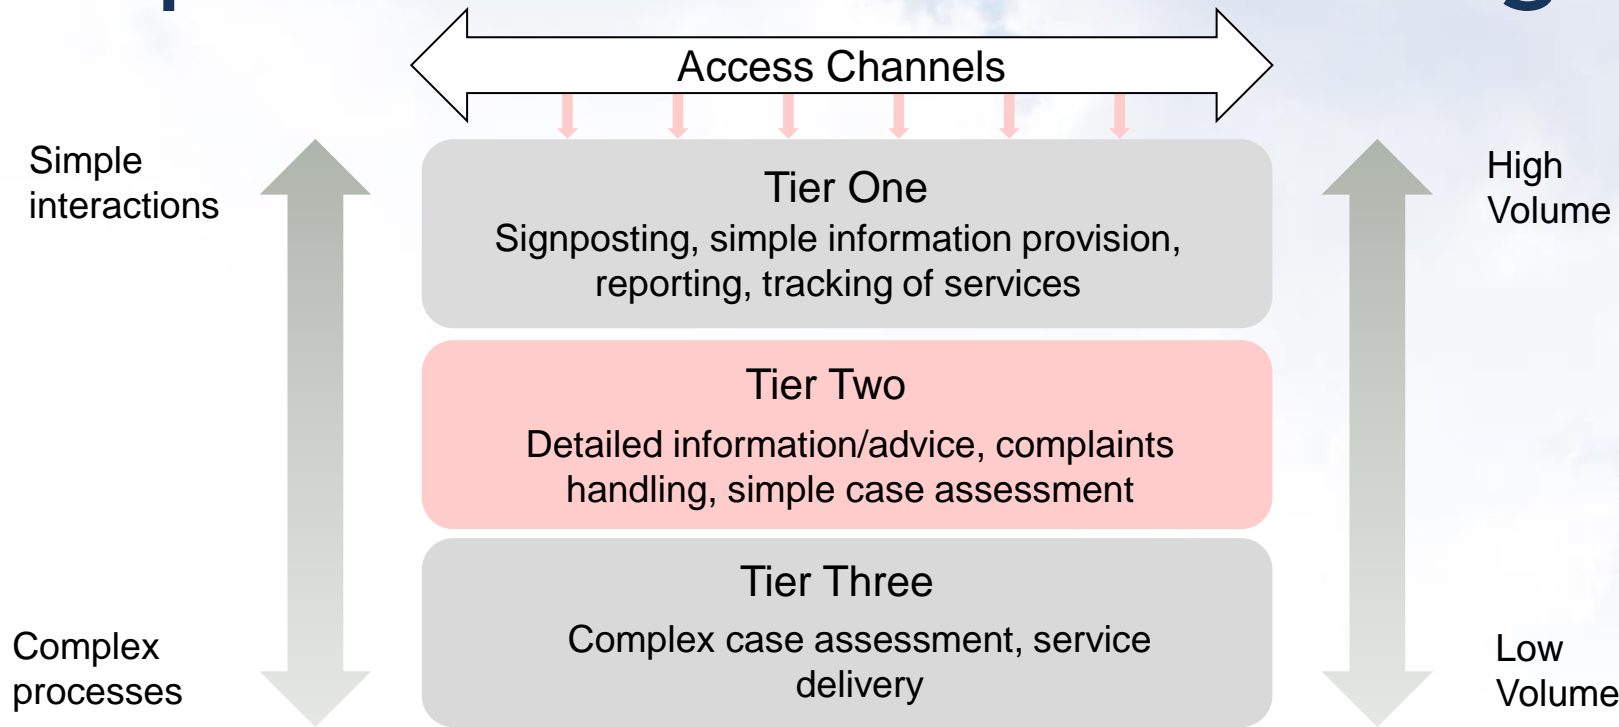 Access Channels
Simple
interactions
High
Volume
Tier One
Signposting, simple information provision,
reporting, tracking of services
Tier Two
Detailed information/advice, complaints
handling, simple case assessment
Tier Three
Complex case assessment, service
delivery
Complex
processes
Low
Volume